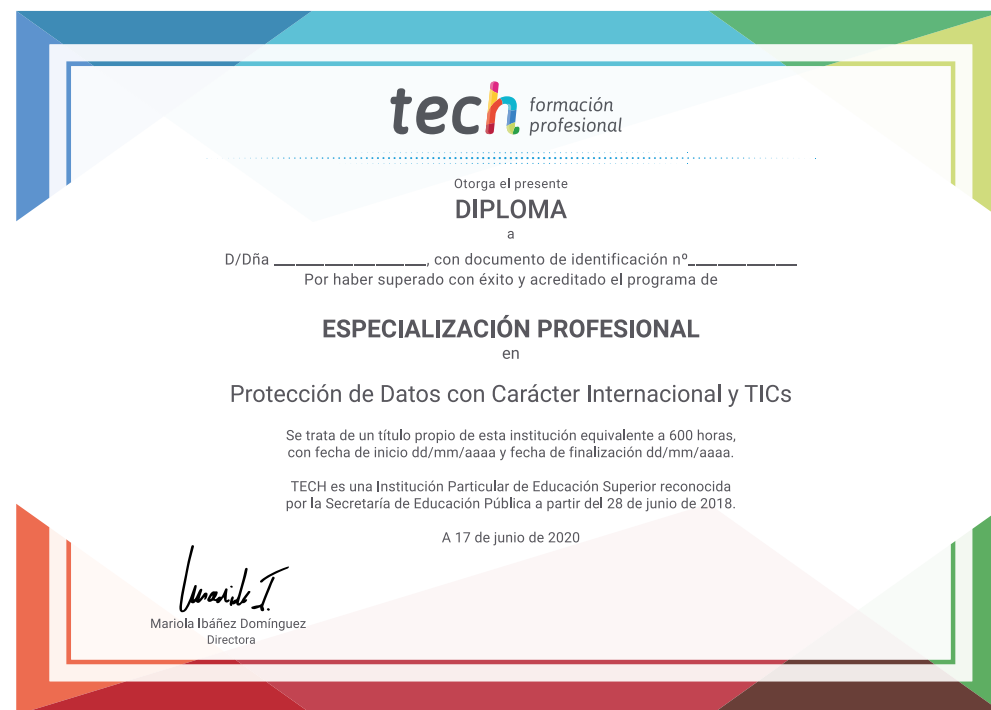 tech formación
profesional
Otorga el presente
DIPLOMA
a
D/Dña ______________, con documento de identificación nº__________
Por haber superado con éxito y acreditado el programa de
ESPECIALIZACIÓN PROFESIONAL
en
Protección de Datos con Carácter Internacional y TICs
Se trata de un título propio de esta institución equivalente a 600 horas,
con fecha de inicio dd/mm/aaaa y fecha de finalización dd/mm/aaaa.
TECH es una Institución Particular de Educación Superior reconocida
por la Secretaría de Educación Pública a partir del 28 de junio de 2018.
A 17 de junio de 2020
Mariola Ibáñez Domínguez
Directora